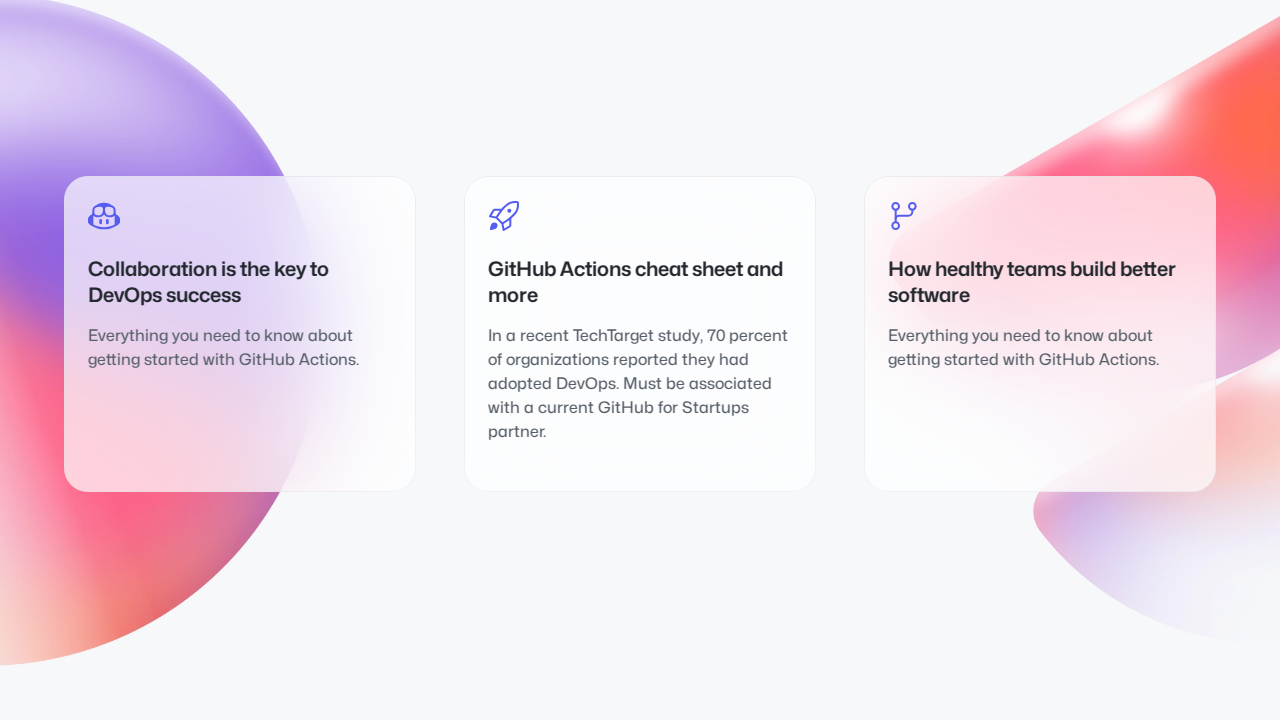 Collaboration is the key to
DevOps success
Everything you need to know about
getting started with GitHub Actions.
GitHub Actions cheat sheet and
more
In a recent TechTarget study, 70 percent
of organizations reported they had
adopted DevOps. Must be associated
with a current GitHub for Startups
partner.
How healthy teams build better
software
Everything you need to know about
getting started with GitHub Actions.